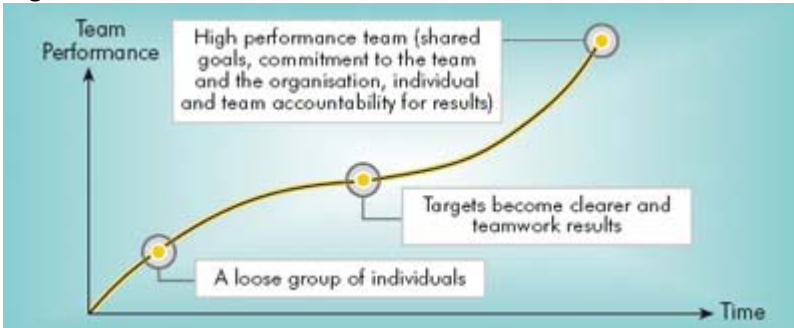 Team
Performance
High performance team (shared
goals, commitment to the team
and the organisation, individual
and team accountability for results)
Targets become clearer and
teamwork results
A loose group of individuals
Time